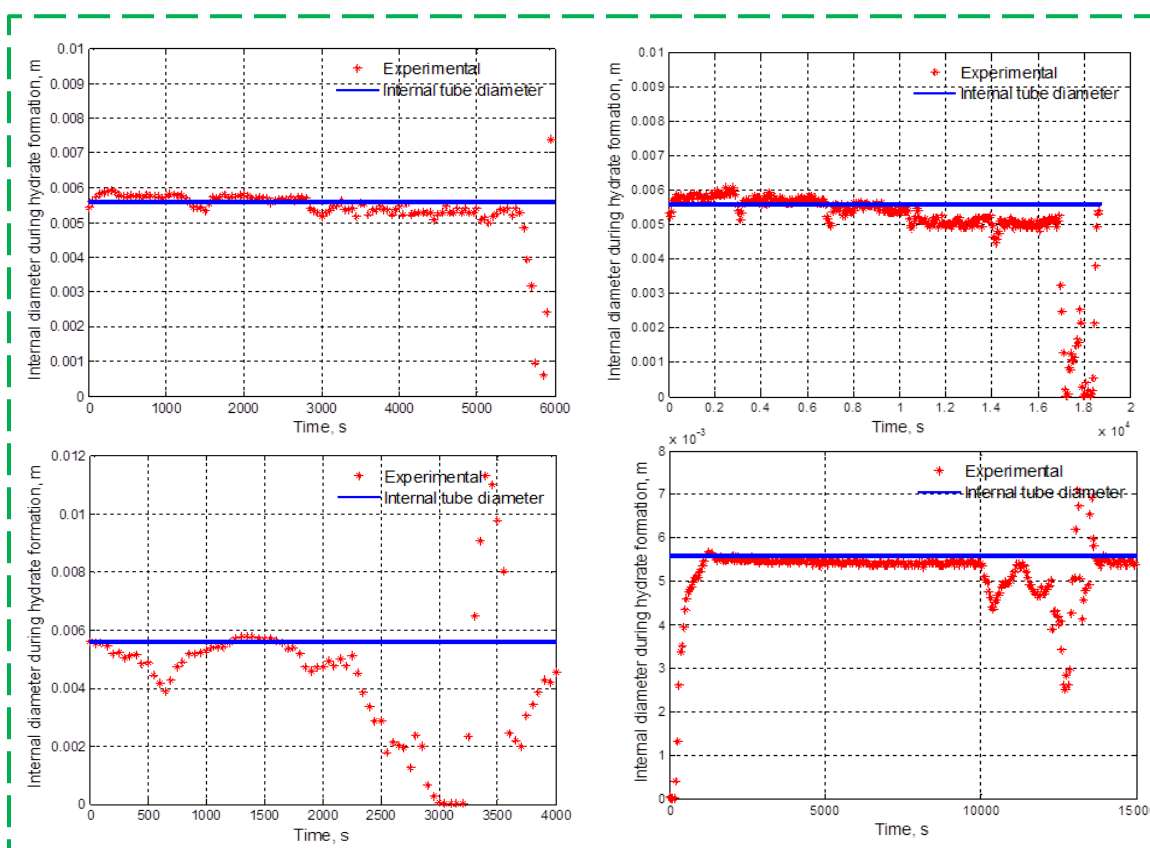 0.01
0.009
0.008
0.007
0.006
0.005
0.004
0.003
0.002
0.001
0
Internal diameter during hydrate formation, m
Experimental
Internal tube diameter
0 1000 2000 3000 4000 5000 6000
Time, s
0.01
0.009
0.008
0.007
0.006
0.005
0.004
0.003
0.002
0.001
0
Internal diameter during hydrate formation, m
Experimental
Internal tube diameter
0 0.2 0.4 0.6 0.8 1 1.2 1.4 1.6 1.8 2
Time, s
x 10^4
0.012
0.01
0.008
0.006
0.004
0.002
0
Internal diameter during hydrate formation, m
Experimental
Internal tube diameter
0 500 1000 1500 2000 2500 3000 3500 4000
Time, s
x 10^-3
8
7
6
5
4
3
2
1
0
Internal diameter during hydrate formation, m
Experimental
Internal tube diameter
0 5000 10000 15000
Time, s